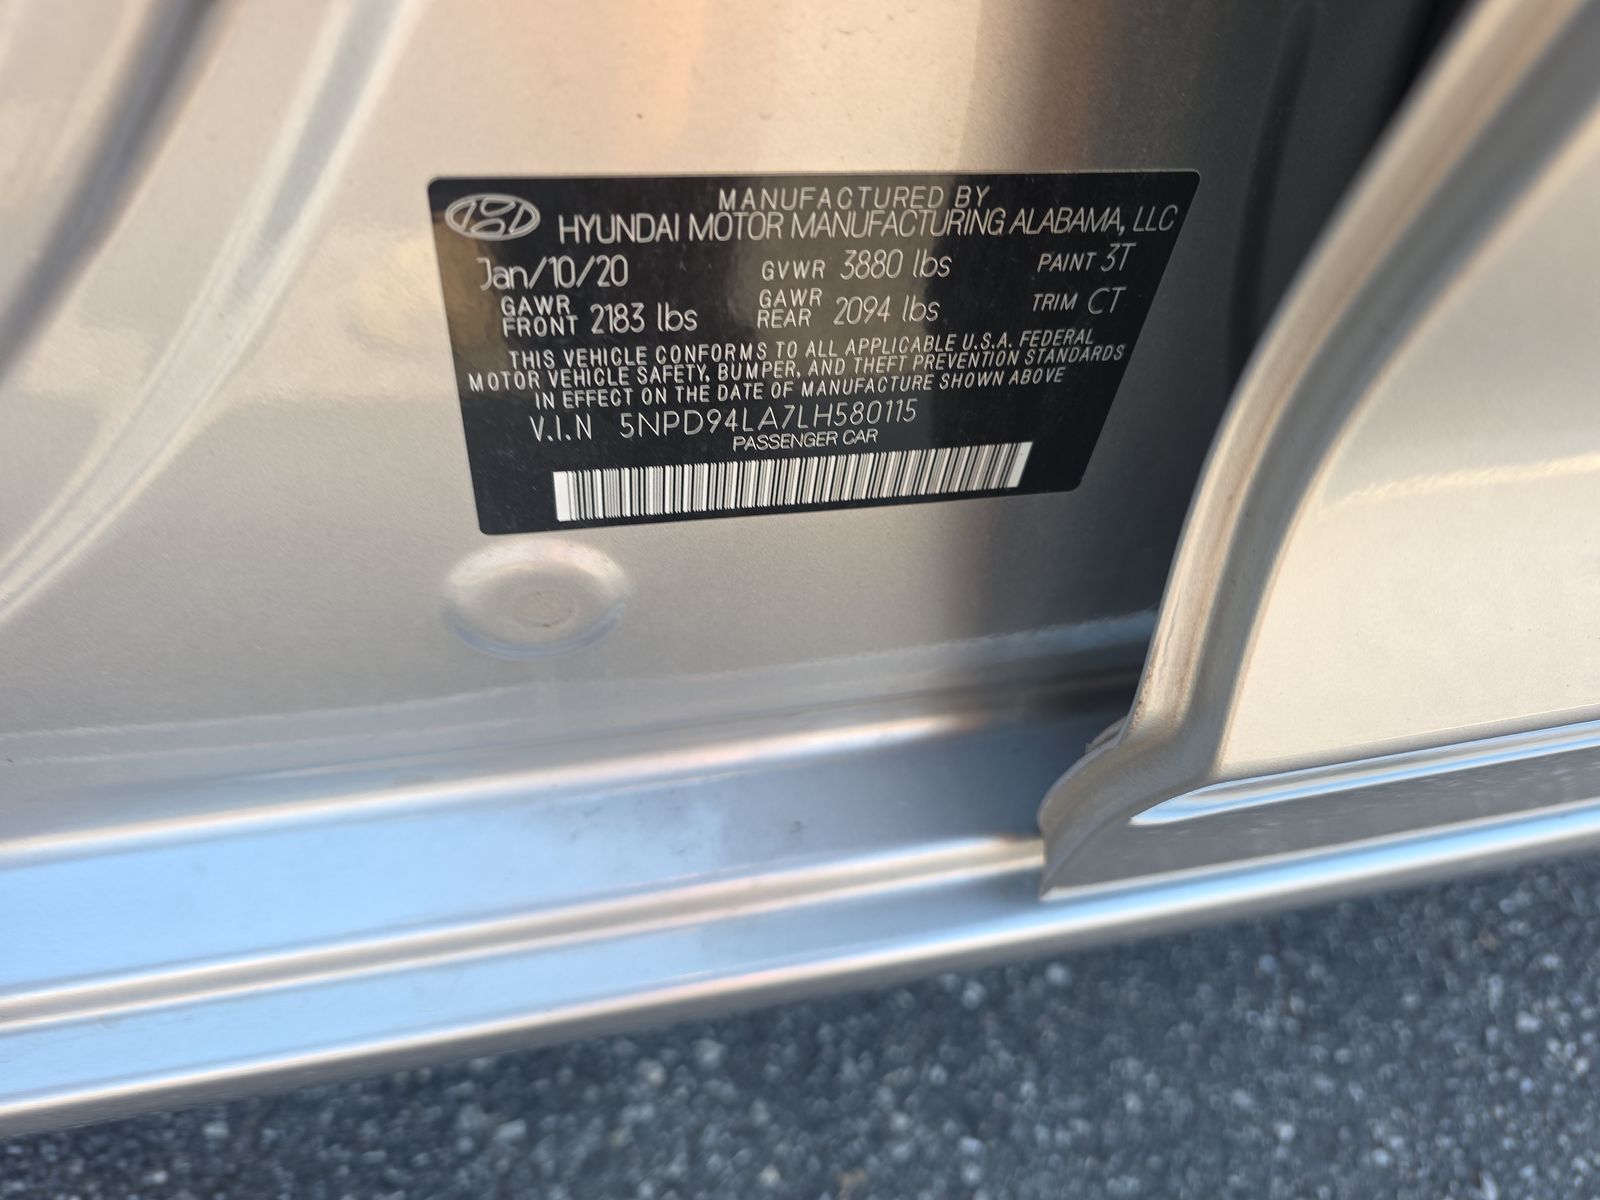 MANUFACTURED BY
HYUNDAI MOTOR MANUFACTURING ALABAMA, LLC
Jan/10/20 GVWR 3880 lbs PAINT 3T
GAWR FRONT 2183 lbs GAWR REAR 2094 lbs TRIM CT
THIS VEHICLE CONFORMS TO ALL APPLICABLE U.S.A. FEDERAL
MOTOR VEHICLE SAFETY, BUMPER, AND THEFT PREVENTION STANDARDS
IN EFFECT ON THE DATE OF MANUFACTURE SHOWN ABOVE
V.I.N 5NPD94LA7LH580115
PASSENGER CAR